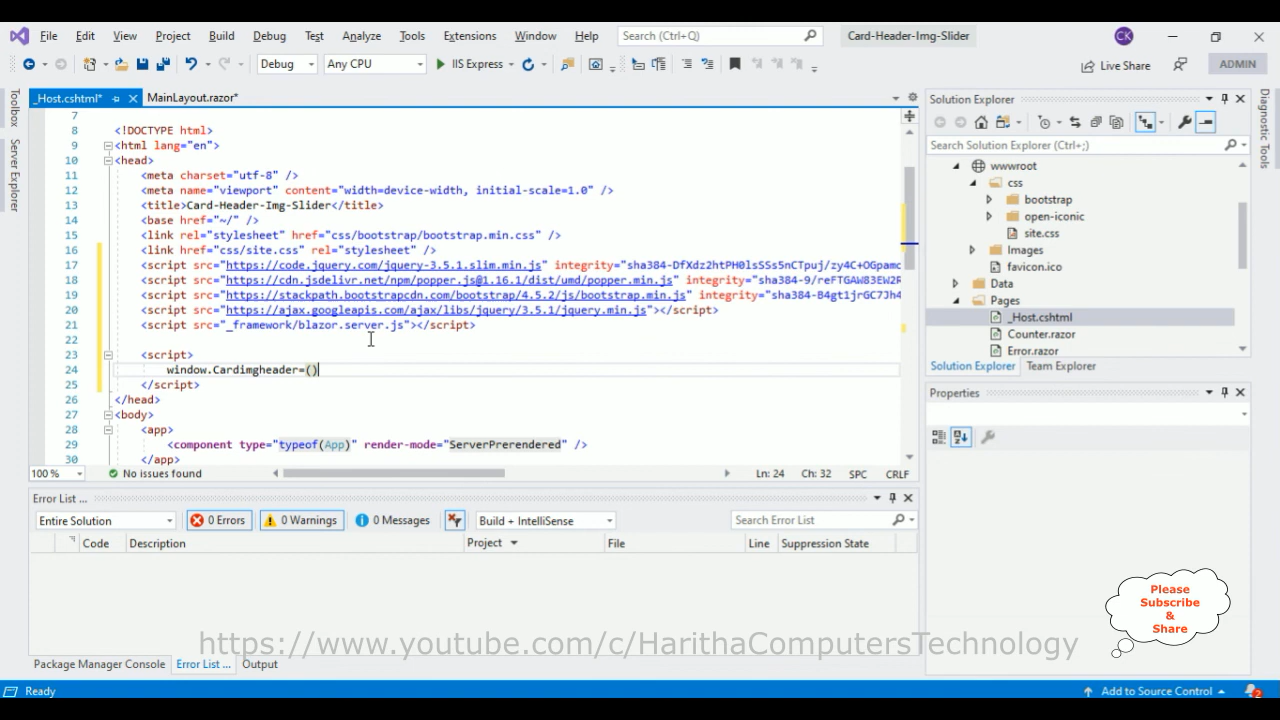 File Edit View Project Build Debug Test Analyze Tools Extensions Window Help Search (Ctrl+Q) Card-Header-Img-Slider CK
Debug Any CPU IIS Express Live Share ADMIN
Toolbox
Server Explorer
_Host.cshtml* MainLayout.razor*
7
8 <!DOCTYPE html>
9 <html lang="en">
10 <head>
11 <meta charset="utf-8" />
12 <meta name="viewport" content="width=device-width, initial-scale=1.0" />
13 <title>Card-Header-Img-Slider</title>
14 <base href="~/" />
15 <link rel="stylesheet" href="css/bootstrap/bootstrap.min.css" />
16 <link href="css/site.css" rel="stylesheet" />
17 <script src="https://code.jquery.com/jquery-3.5.1.slim.min.js" integrity="sha384-DfXdz2htPH0lsSSs5nCTpuj/zy4C+OGpamc
18 <script src="https://cdn.jsdelivr.net/npm/popper.js@1.16.1/dist/umd/popper.min.js" integrity="sha384-9/reFTGAW83EW2R
19 <script src="https://stackpath.bootstrapcdn.com/bootstrap/4.5.2/js/bootstrap.min.js" integrity="sha384-B4gt1jrGC7Jh4
20 <script src="https://ajax.googleapis.com/ajax/libs/jquery/3.5.1/jquery.min.js"></script>
21 <script src="_framework/blazor.server.js"></script>
22
23 <script>
24 window.Cardimgheader=()
25 </script>
26 </head>
27 <body>
28 <app>
29 <component type="typeof(App)" render-mode="ServerPrerendered" />
30 </app>
100 % No issues found Ln: 24 Ch: 32 SPC CRLF
Error List ...
Entire Solution 0 Errors 0 Warnings 0 Messages Build + IntelliSense Search Error List
Code Description Project File Line Suppression State
Package Manager Console Error List ... Output
Ready Add to Source Control 2
Solution Explorer
Search Solution Explorer (Ctrl+;)
wwwroot
css
bootstrap
open-iconic
site.css
Images
favicon.ico
Data
Pages
_Host.cshtml
Counter.razor
Error.razor
Solution Explorer Team Explorer
Properties
Diagnostic Tools
Please
Subscribe
&
Share
https://www.youtube.com/c/HarithaComputersTechnology